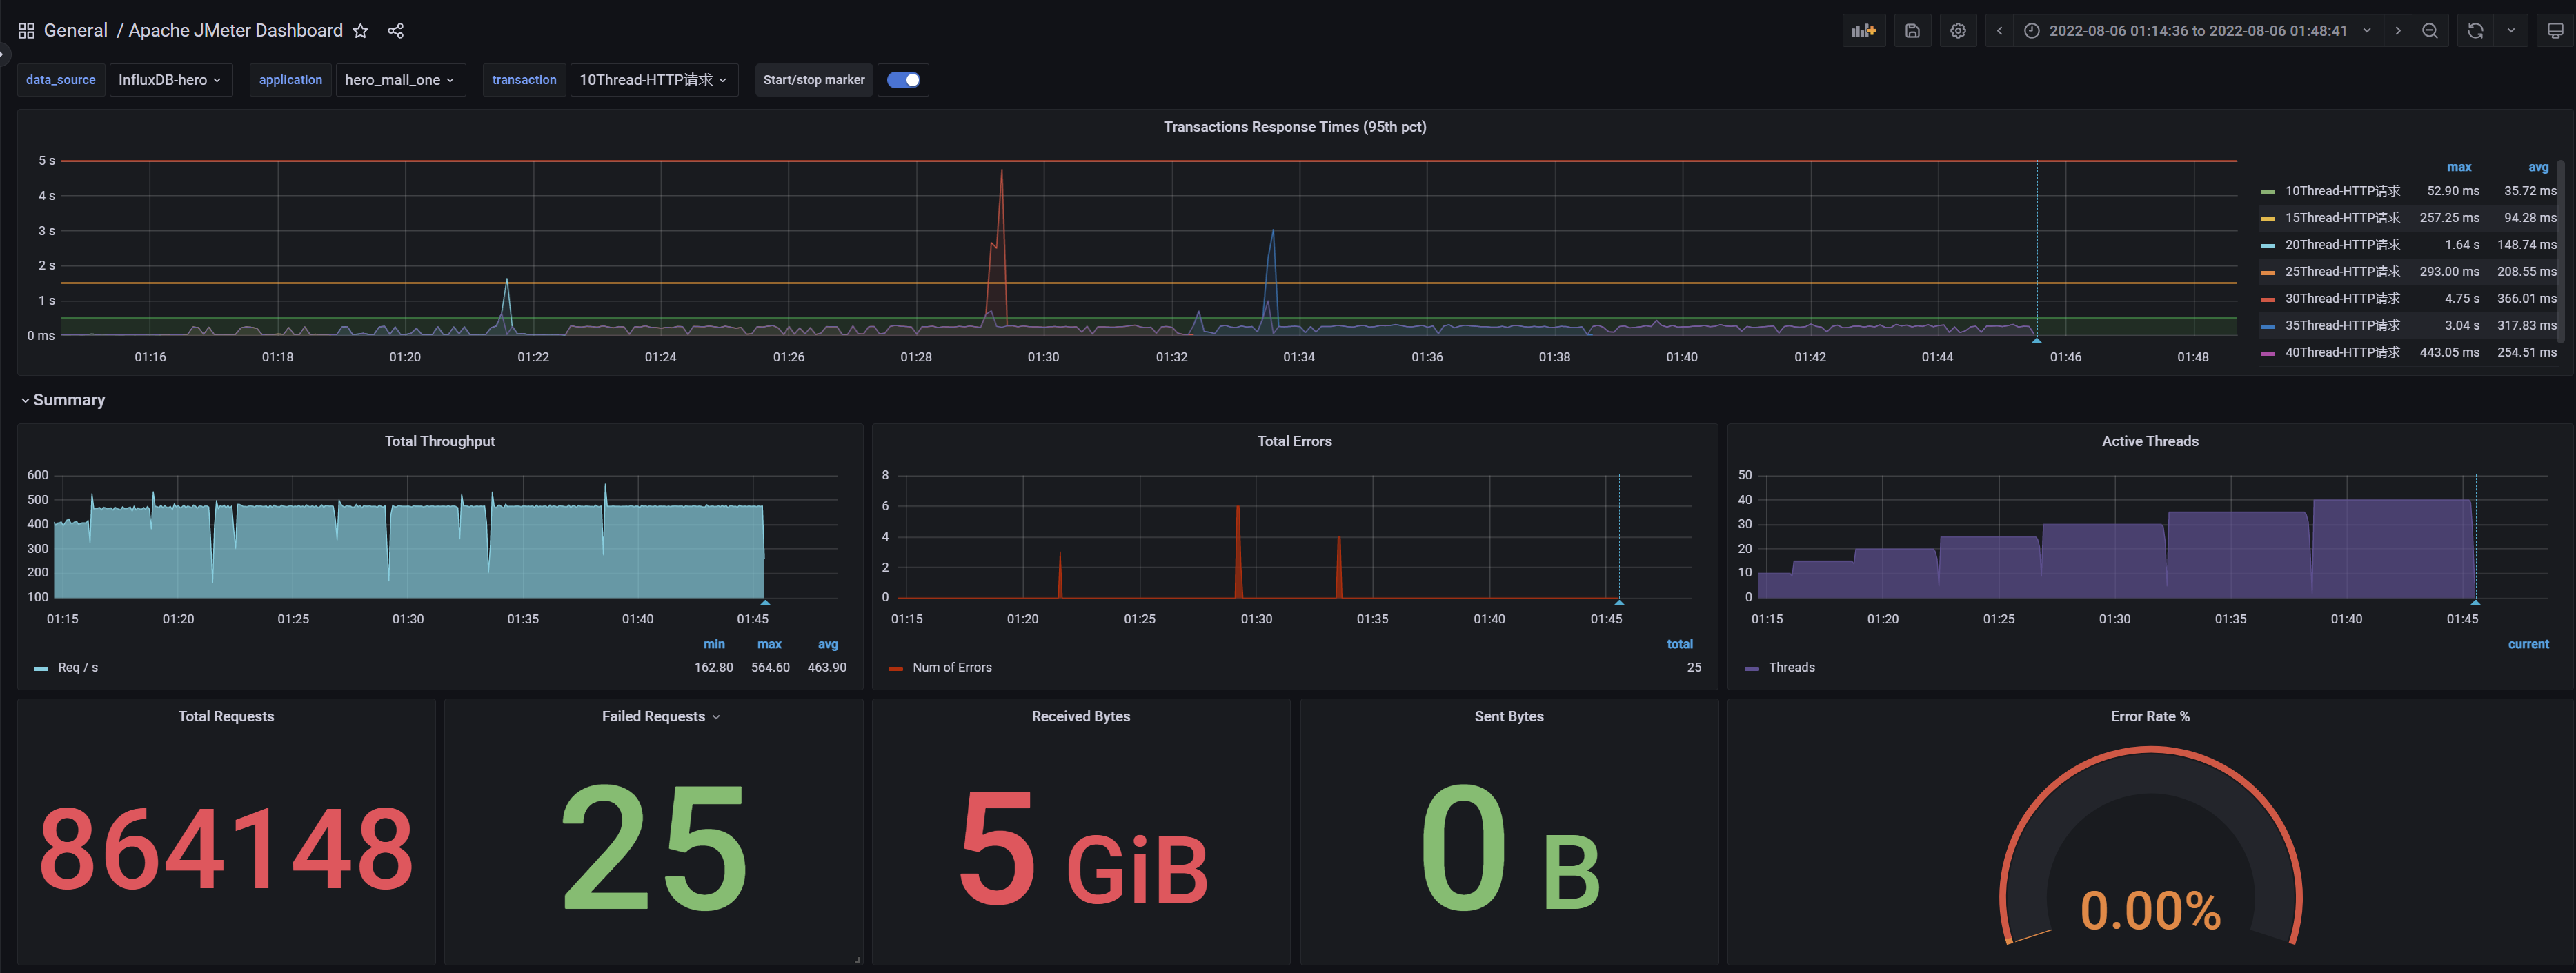 General / Apache JMeter Dashboard
2022-08-06 01:14:36 to 2022-08-06 01:48:41
data_source InfluxDB-hero application hero_mall_one transaction 10Thread-HTTP请求 Start/stop marker
Transactions Response Times (95th pct)
5 s
4 s
3 s
2 s
1 s
0 ms
01:16 01:18 01:20 01:22 01:24 01:26 01:28 01:30 01:32 01:34 01:36 01:38 01:40 01:42 01:44 01:46 01:48
max avg
10Thread-HTTP请求 52.90 ms 35.72 ms
15Thread-HTTP请求 257.25 ms 94.28 ms
20Thread-HTTP请求 1.64 s 148.74 ms
25Thread-HTTP请求 293.00 ms 208.55 ms
30Thread-HTTP请求 4.75 s 366.01 ms
35Thread-HTTP请求 3.04 s 317.83 ms
40Thread-HTTP请求 443.05 ms 254.51 ms
Summary
Total Throughput
600
500
400
300
200
100
01:15 01:20 01:25 01:30 01:35 01:40 01:45
min max avg
Req / s 162.80 564.60 463.90
Total Errors
8
6
4
2
0
01:15 01:20 01:25 01:30 01:35 01:40 01:45
total
Num of Errors 25
Active Threads
50
40
30
20
10
0
01:15 01:20 01:25 01:30 01:35 01:40 01:45
current
Threads
Total Requests
864148
Failed Requests
25
Received Bytes
5 GiB
Sent Bytes
0 B
Error Rate %
0.00%